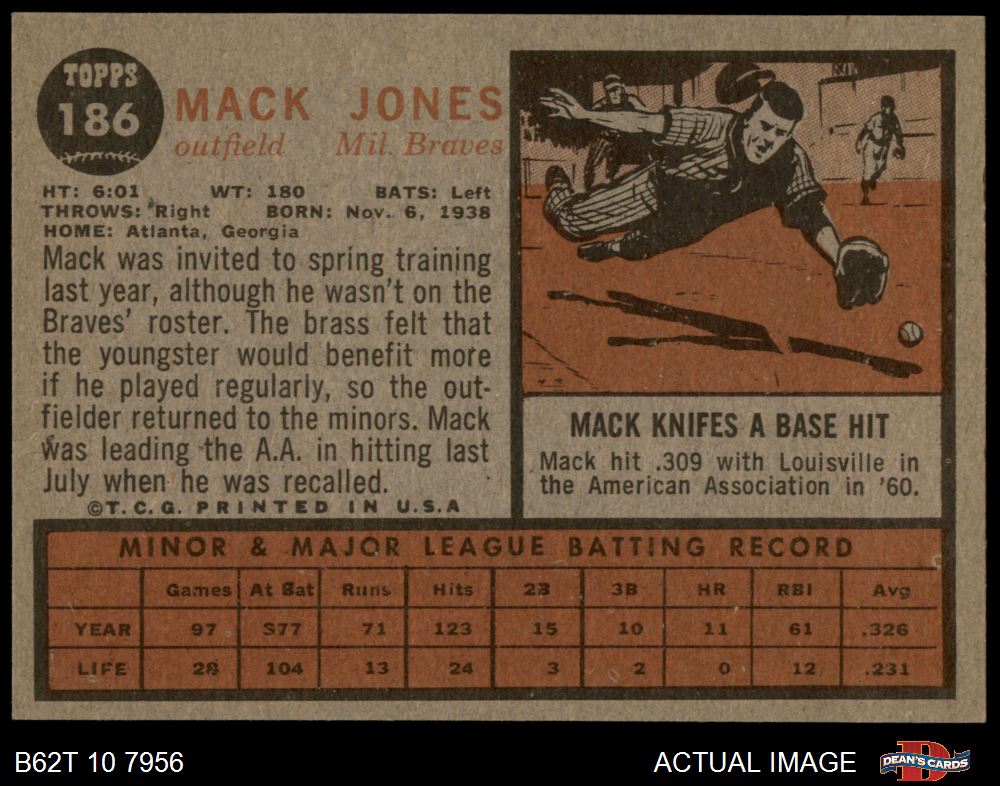 TOPPS
186
MACK JONES
outfield Mil. Braves
HT: 6:01 WT: 180 BATS: Left
THROWS: Right BORN: Nov. 6, 1938
HOME: Atlanta, Georgia
Mack was invited to spring training
last year, although he wasn't on the
Braves' roster. The brass felt that
the youngster would benefit more
if he played regularly, so the out-
fielder returned to the minors. Mack
was leading the A.A. in hitting last
July when he was recalled.
©T.C.G. PRINTED IN U.S.A
MACK KNIFES A BASE HIT
Mack hit .309 with Louisville in
the American Association in '60.
MINOR & MAJOR LEAGUE BATTING RECORD
Games At Bat Runs Hits 2B 3B HR RBI Avg
YEAR 97 377 71 123 15 10 11 61 .326
LIFE 28 104 13 24 3 2 0 12 .231
B62T 10 7956 ACTUAL IMAGE DEAN'S CARDS